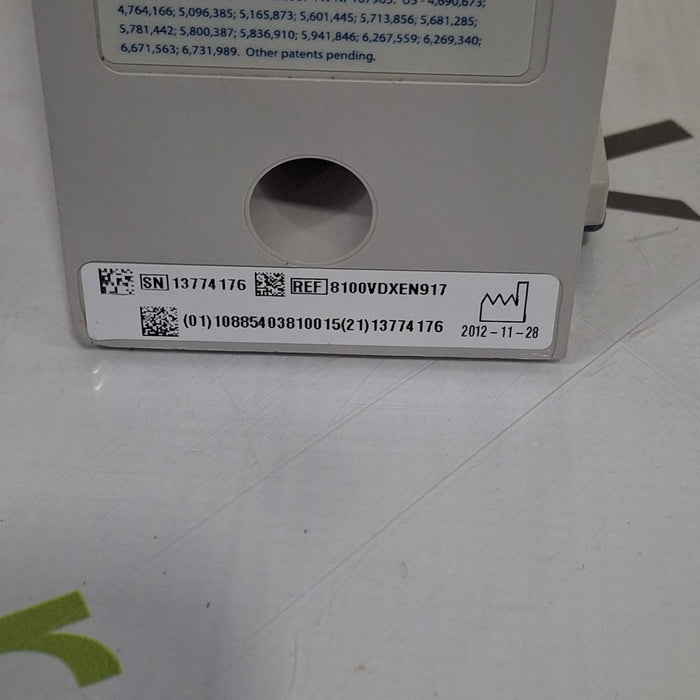 4,764,166; 5,096,385; 5,165,873; 5,601,445; 5,713,856; 5,681,285;
5,781,442; 5,800,387; 5,836,910; 5,941,846; 6,267,559; 6,269,340;
6,671,563; 6,731,989. Other patents pending.
SN 13774176 REF 8100VDXEN917
(01)10885403810015(21)13774176 2012-11-28